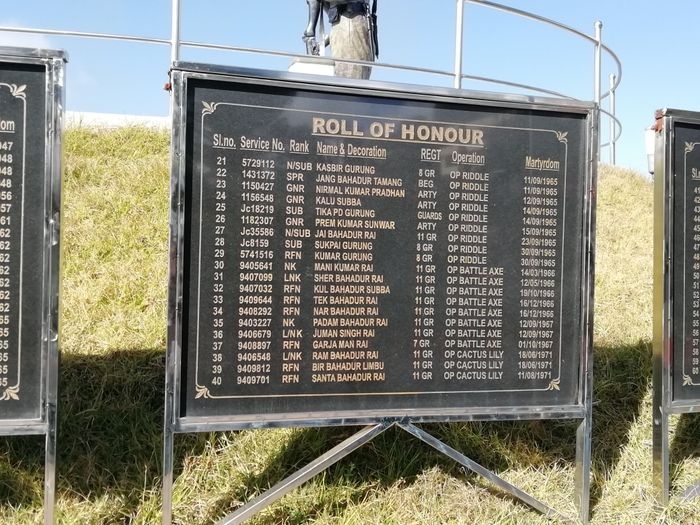 dom
947
948
948
948
956
957
961
ROLL OF HONOUR
Sl.no. Service No. Rank Name & Decoration REGT Operation Martyrdom
21 5729112 N/SUB KASBIR GURUNG 8 GR OP RIDDLE 11/09/1965
22 1431372 SPR JANG BAHADUR TAMANG BEG OP RIDDLE 11/09/1965
23 1150427 GNR NIRMAL KUMAR PRADHAN ARTY OP RIDDLE 12/09/1965
24 1156548 GNR KALU SUBBA ARTY OP RIDDLE 14/09/1965
25 Jc18219 SUB TIKA PD GURUNG GUARDS OP RIDDLE 14/09/1965
26 1182307 GNR PREM KUMAR SUNWAR ARTY OP RIDDLE 15/09/1965
27 Jc35586 N/SUB JAI BAHADUR RAI 11 GR OP RIDDLE 23/09/1965
28 Jc8159 SUB SUKPAI GURUNG 8 GR OP RIDDLE 30/09/1965
29 5741516 RFN KUMAR GURUNG 8 GR OP RIDDLE 30/09/1965
30 9405641 NK MANI KUMAR RAI 11 GR OP BATTLE AXE 14/03/1966
31 9407099 L/NK SHER BAHADUR RAI 11 GR OP BATTLE AXE 12/05/1966
32 9407032 RFN KUL BAHADUR SUBBA 11 GR OP BATTLE AXE 19/10/1966
33 9409644 RFN TEK BAHADUR RAI 11 GR OP BATTLE AXE 16/12/1966
34 9408292 RFN NAR BAHADUR RAI 11 GR OP BATTLE AXE 16/12/1966
35 9403227 NK PADAM BAHADUR RAI 11 GR OP BATTLE AXE 12/09/1967
36 9406679 L/NK JUMAN SINGH RAI 11 GR OP BATTLE AXE 12/09/1967
37 9408897 RFN GARJA MAN RAI 7 GR OP BATTLE AXE 01/10/1967
38 9406548 L/NK RAM BAHADUR RAI 11 GR OP CACTUS LILY 18/06/1971
39 9409812 RFN BIR BAHADUR LIMBU 11 GR OP CACTUS LILY 18/06/1971
40 9409701 RFN SANTA BAHADUR RAI 11 GR OP CACTUS LILY 11/08/1971